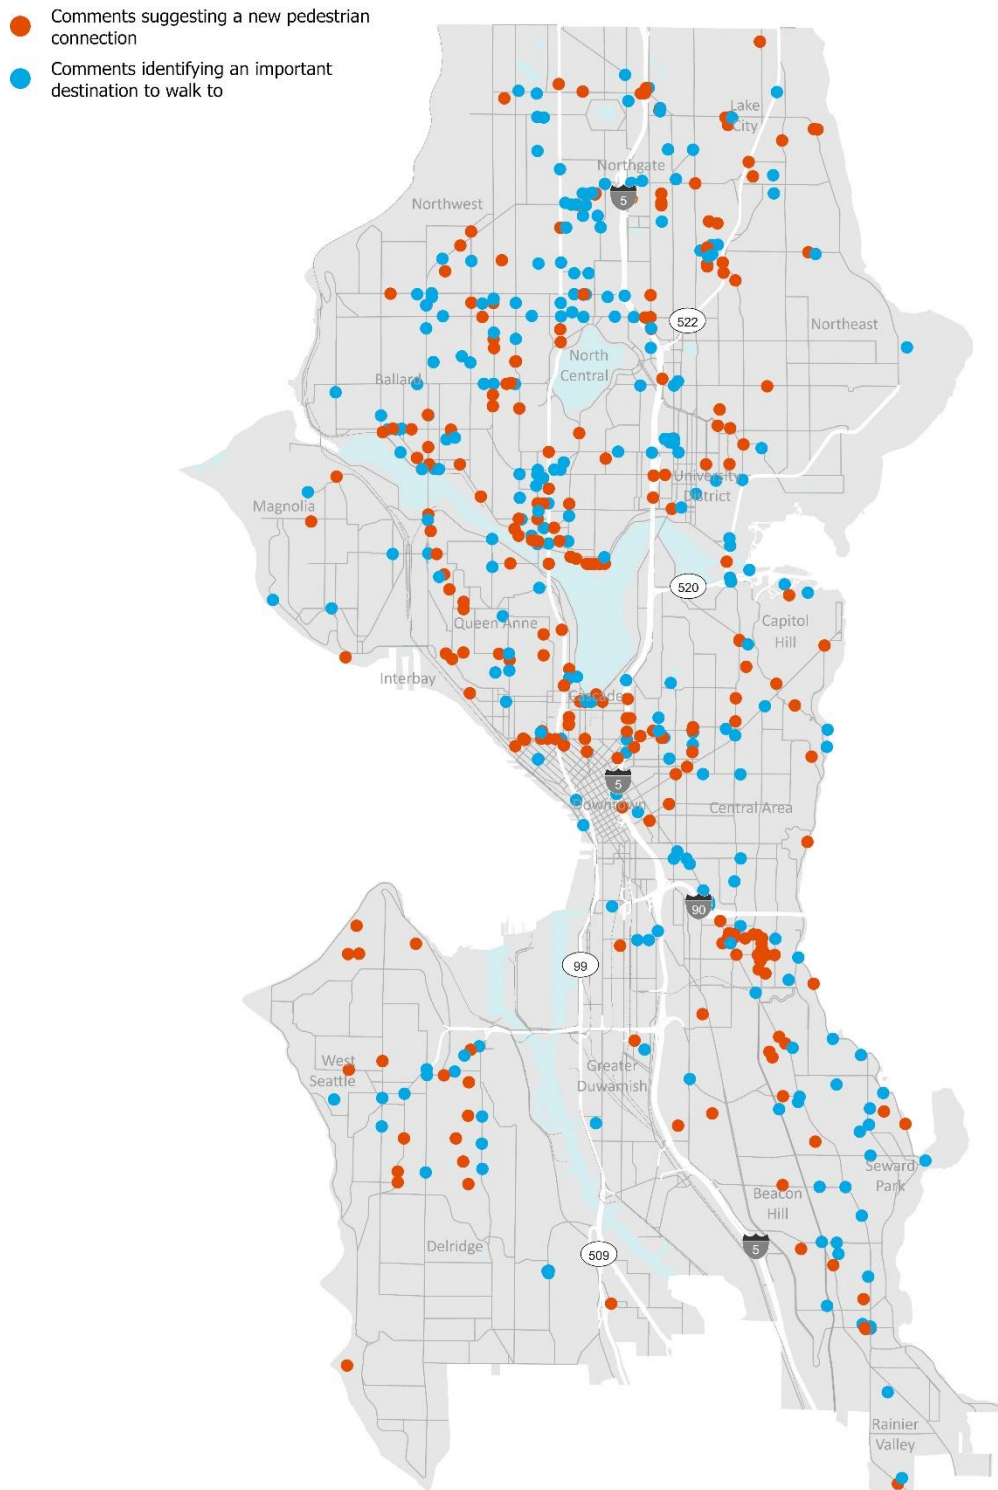 Comments suggesting a new pedestrian
connection
Comments identifying an important
destination to walk to
Lake
City
Northgate
5
Northwest
522
Northeast
North
Central
Ballard
University
District
Magnolia
520
Capitol
Hill
Queen Anne
Interbay
Cascade
5
Downtown
Central Area
90
99
West
Seattle
Greater
Duwamish
Seward
Park
Beacon
Hill
Delridge
5
509
Rainier
Valley